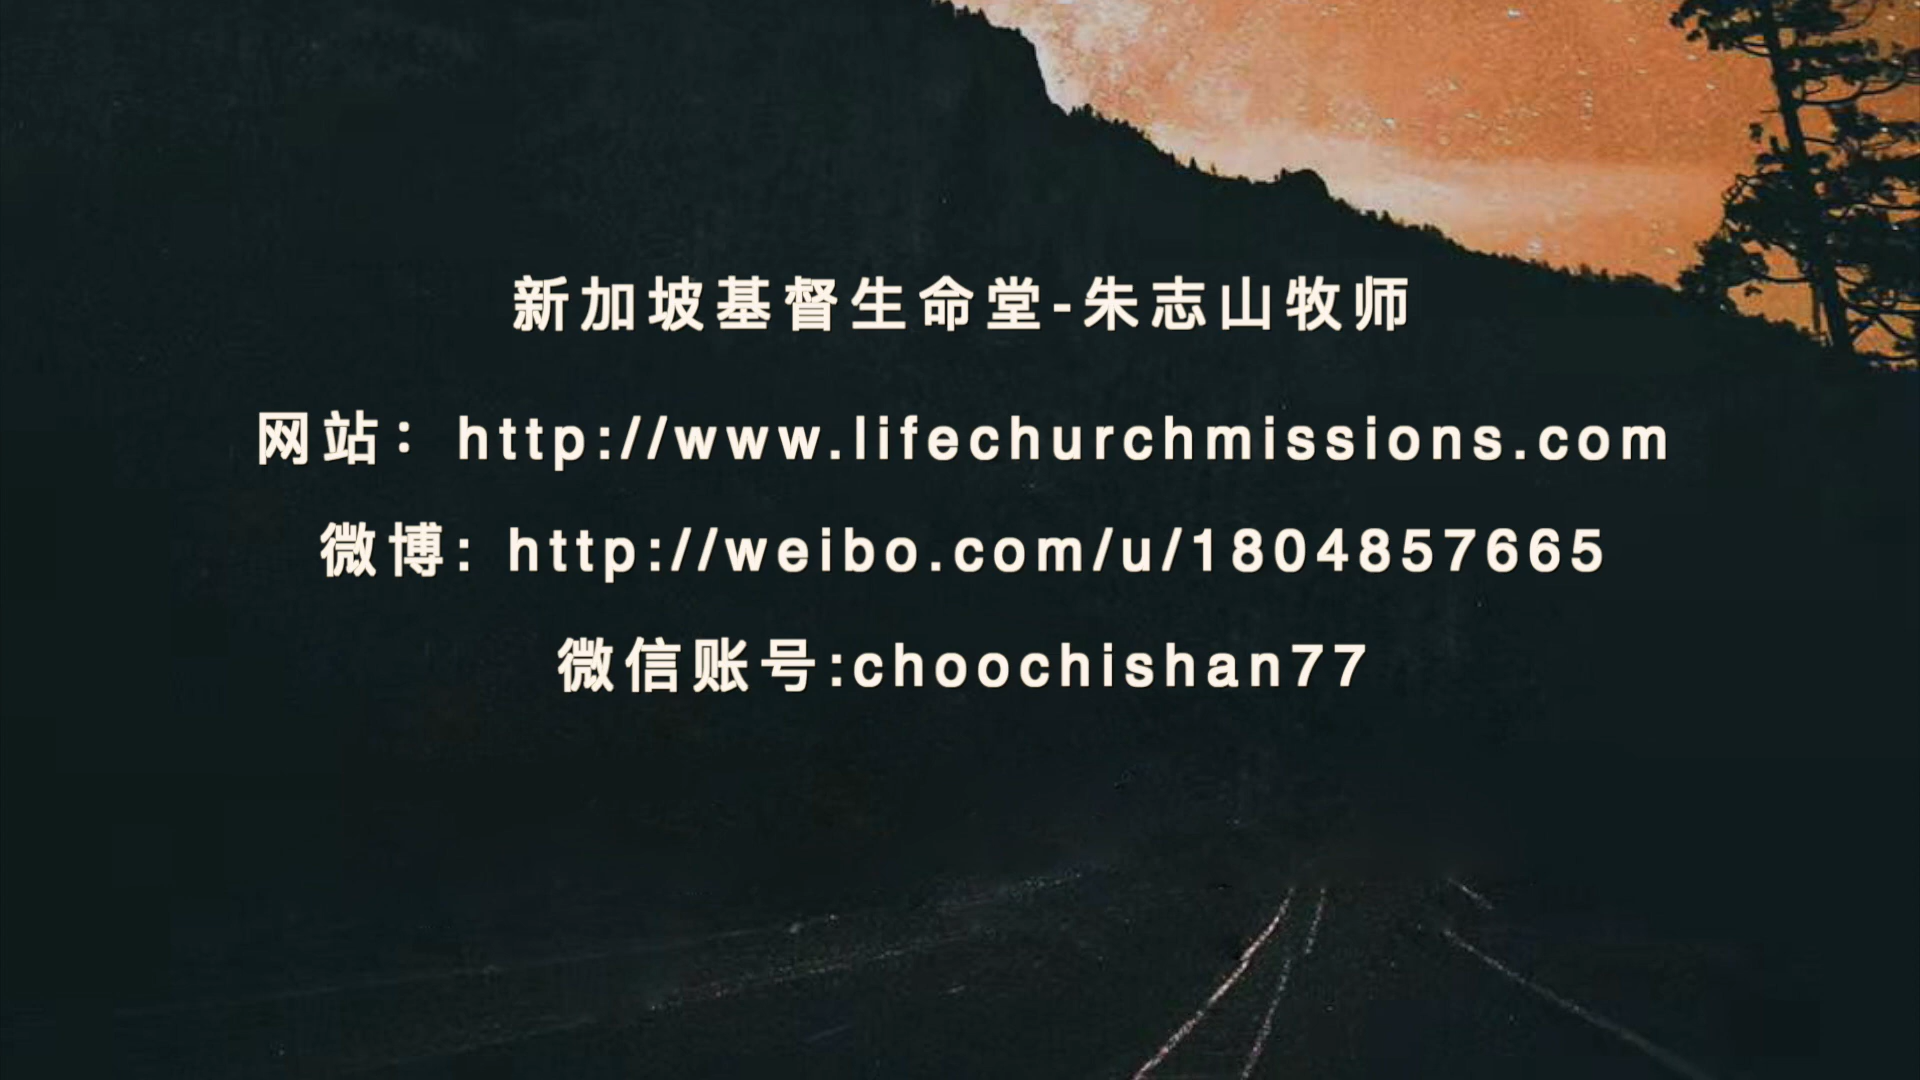 新加坡基督生命堂-朱志山牧师
网站：http://www.lifechurchmissions.com
微博：http://weibo.com/u/1804857665
微信账号:choochishan77